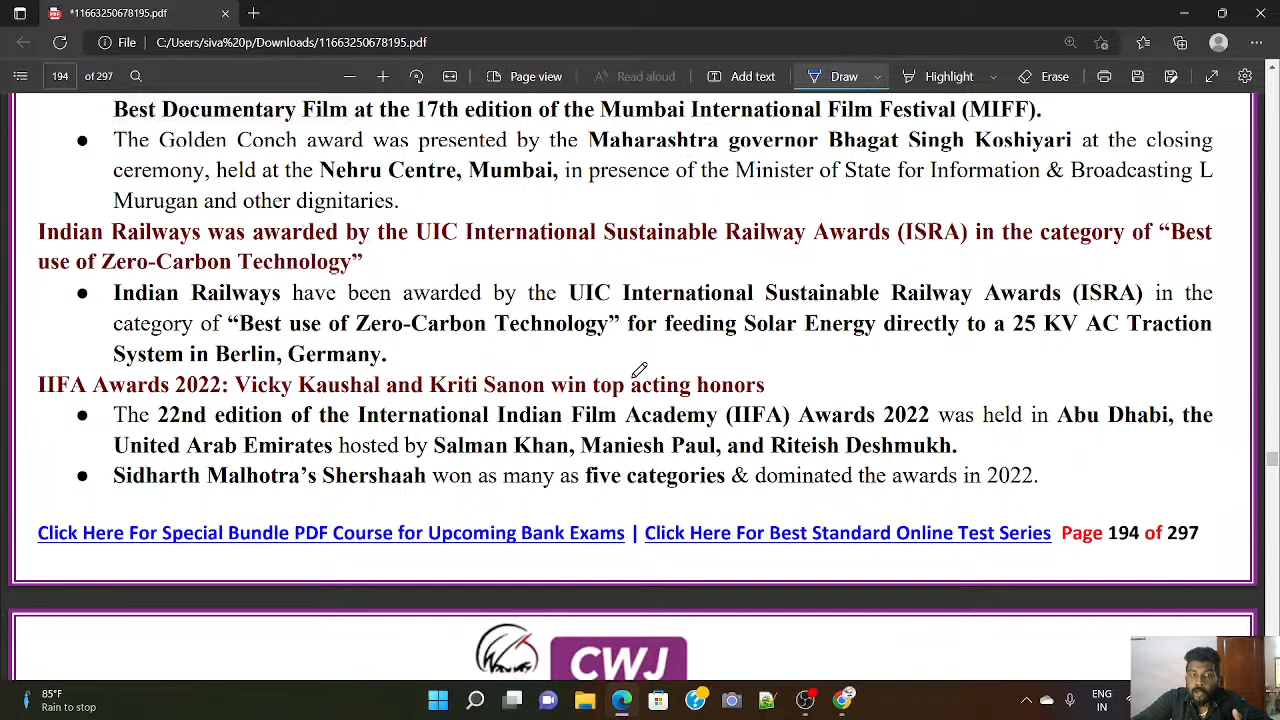 *11663250678195.pdf
File C:/Users/siva%20p/Downloads/11663250678195.pdf
194 of 297 Page view Read aloud Add text Draw Highlight Erase
Best Documentary Film at the 17th edition of the Mumbai International Film Festival (MIFF).
● The Golden Conch award was presented by the Maharashtra governor Bhagat Singh Koshiyari at the closing
ceremony, held at the Nehru Centre, Mumbai, in presence of the Minister of State for Information & Broadcasting L
Murugan and other dignitaries.
Indian Railways was awarded by the UIC International Sustainable Railway Awards (ISRA) in the category of “Best
use of Zero-Carbon Technology”
● Indian Railways have been awarded by the UIC International Sustainable Railway Awards (ISRA) in the
category of “Best use of Zero-Carbon Technology” for feeding Solar Energy directly to a 25 KV AC Traction
System in Berlin, Germany.
IIFA Awards 2022: Vicky Kaushal and Kriti Sanon win top acting honors
● The 22nd edition of the International Indian Film Academy (IIFA) Awards 2022 was held in Abu Dhabi, the
United Arab Emirates hosted by Salman Khan, Maniesh Paul, and Riteish Deshmukh.
● Sidharth Malhotra’s Shershaah won as many as five categories & dominated the awards in 2022.
Click Here For Special Bundle PDF Course for Upcoming Bank Exams | Click Here For Best Standard Online Test Series Page 194 of 297
CWJ
85°F
Rain to stop
ENG
IN